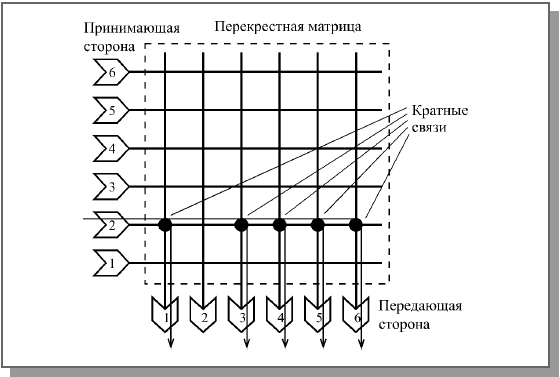 Принимающая
сторона
Перекрестная матрица
6
5
4
3
2
1
Кратные
связи
1 2 3 4 5 6
Передающая
сторона